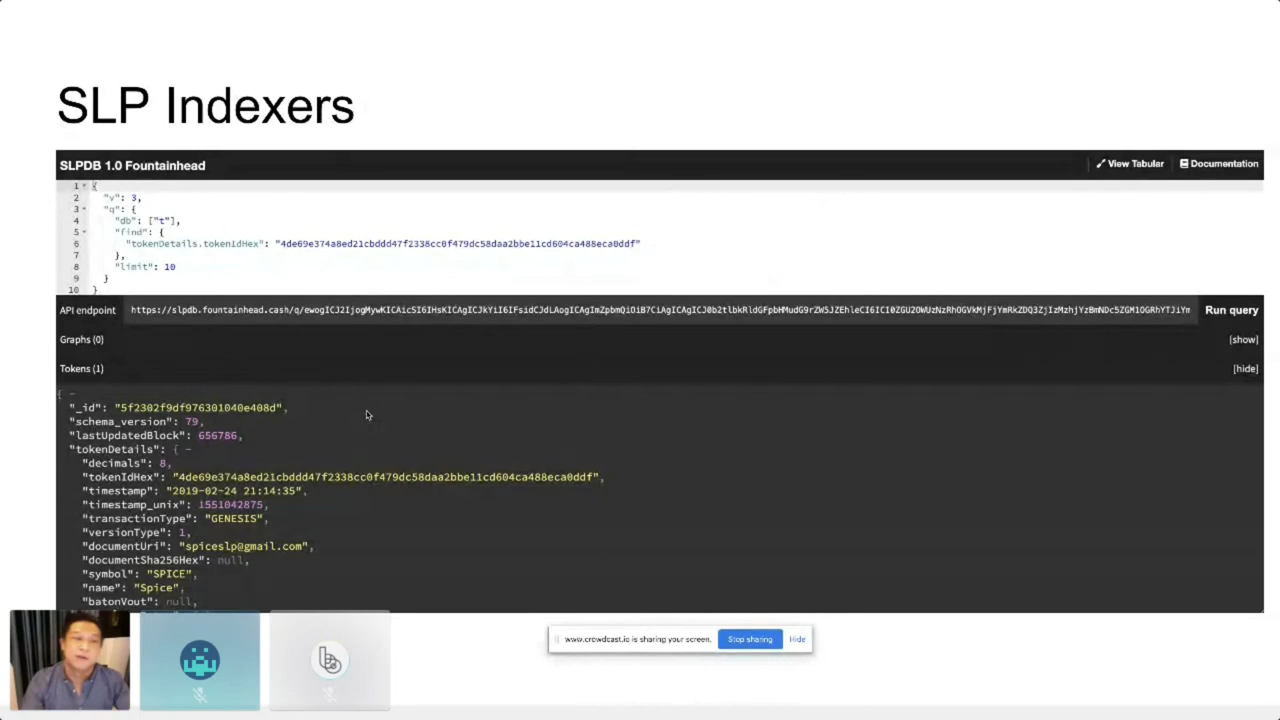 SLP Indexers
SLPDB 1.0 Fountainhead
View Tabular
Documentation
1 {
2 "v": 3,
3 "q": {
4 "db": ["t"],
5 "find": {
6 "tokenDetails.tokenIdHex": "4de69e374a8ed21cbddd47f2338cc0f479dc58daa2bbe11cd604ca488eca0ddf"
7 },
8 "limit": 10
9 }
10 }
API endpoint
Run query
Graphs (0)
[show]
Tokens (1)
[hide]
{ -
"_id": "5f2302f9df976301040e408d",
"schema_version": 79,
"lastUpdatedBlock": 656786,
"tokenDetails": { -
"decimals": 8,
"tokenIdHex": "4de69e374a8ed21cbddd47f2338cc0f479dc58daa2bbe11cd604ca488eca0ddf",
"timestamp": "2019-02-24 21:14:35",
"timestamp_unix": 1551042875,
"transactionType": "GENESIS",
"versionType": 1,
"documentUri": "spiceslp@gmail.com",
"documentSha256Hex": null,
"symbol": "SPICE",
"name": "Spice",
"batonVout": null,
www.crowdcast.io is sharing your screen.
Stop sharing
Hide